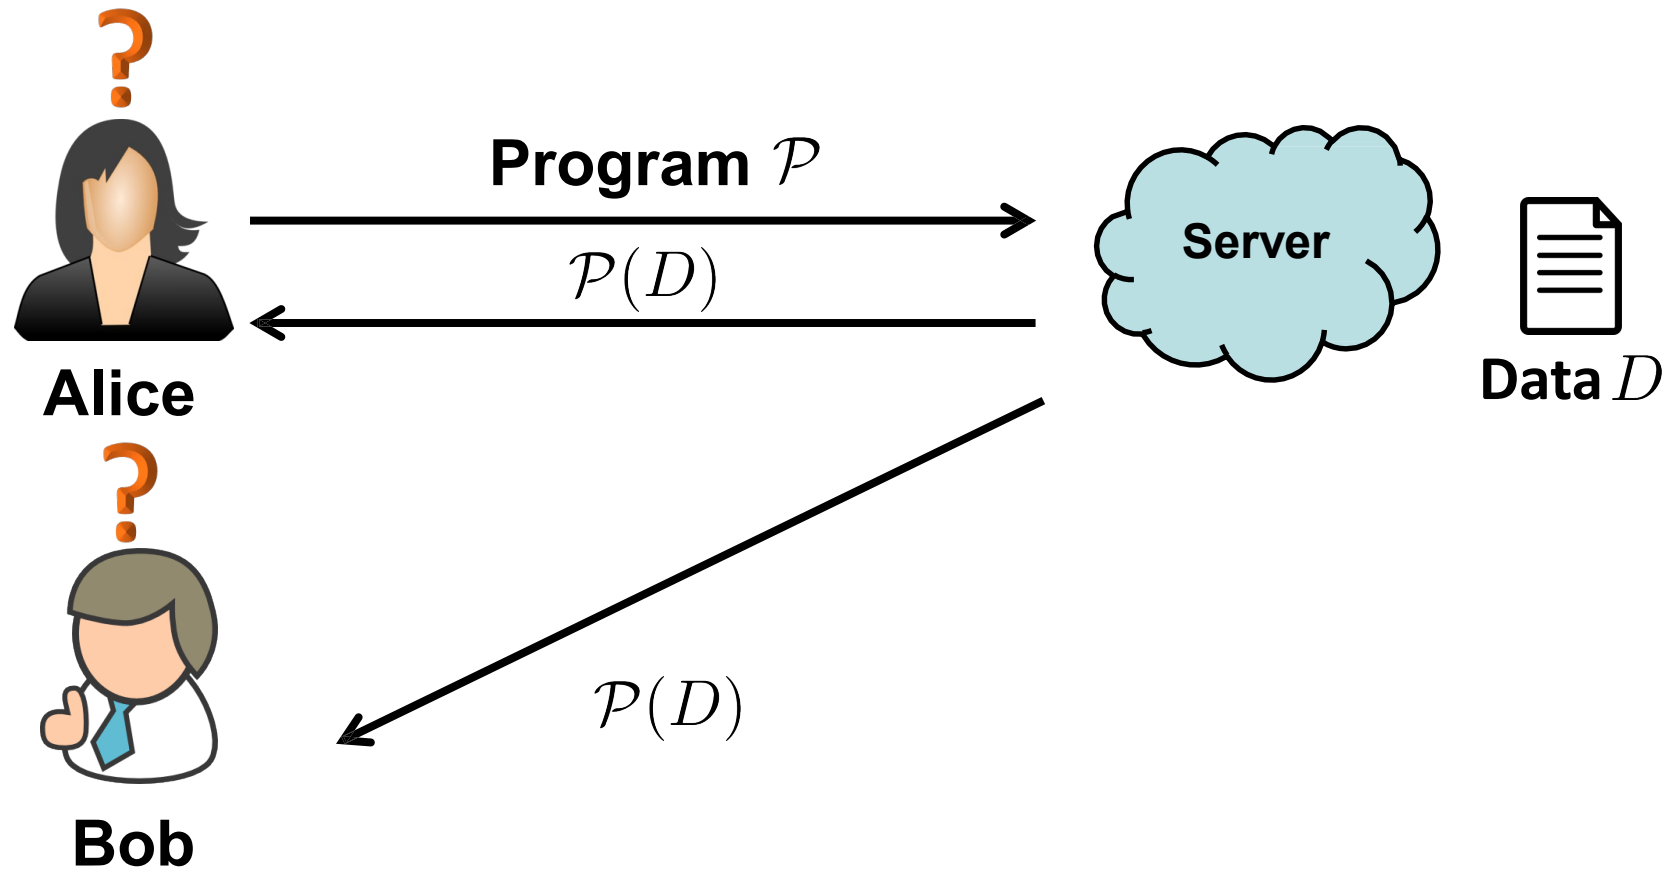 ?
Program 𝒫
Server
𝒫(D)
Data D
Alice
?
𝒫(D)
Bob